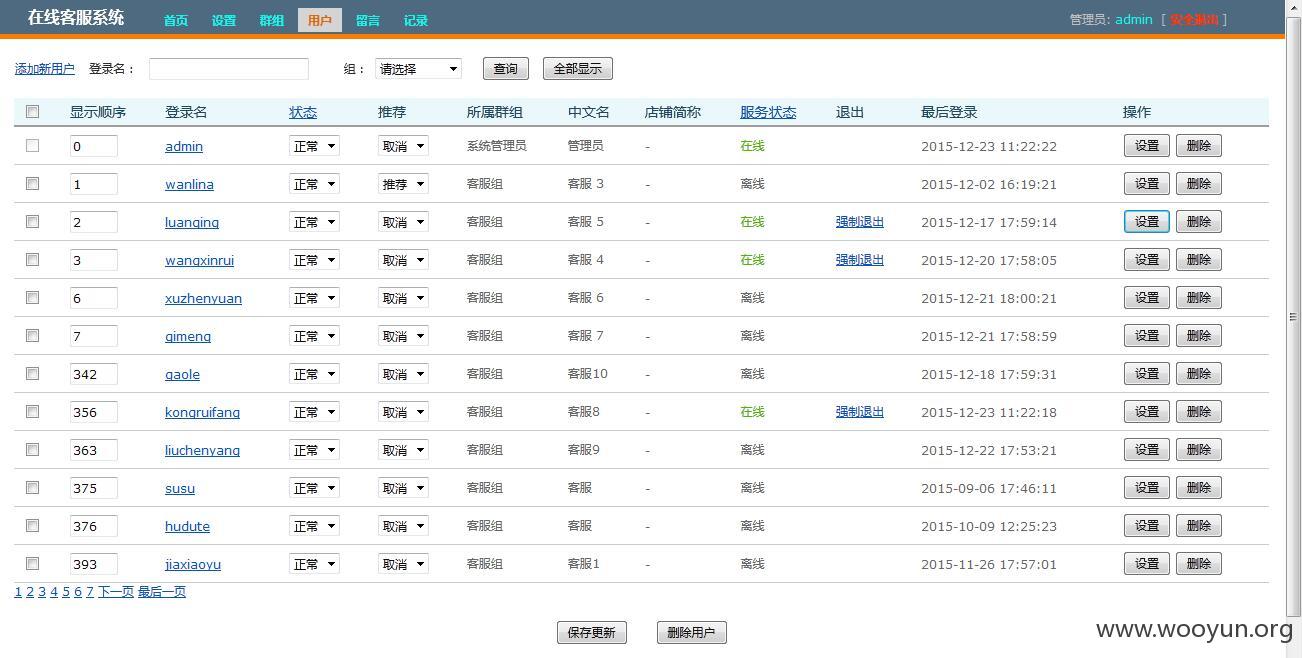 在线客服系统 首页 设置 群组 用户 留言 记录 管理员: admin [ 安全退出 ]
添加新用户 登录名： 组： 请选择 查询 全部显示
显示顺序 登录名 状态 推荐 所属群组 中文名 店铺简称 服务状态 退出 最后登录 操作
0 admin 正常 取消 系统管理员 管理员 - 在线 2015-12-23 11:22:22 设置 删除
1 wanlina 正常 推荐 客服组 客服 3 - 离线 2015-12-02 16:19:21 设置 删除
2 luanqing 正常 取消 客服组 客服 5 - 在线 强制退出 2015-12-17 17:59:14 设置 删除
3 wangxinrui 正常 取消 客服组 客服 4 - 在线 强制退出 2015-12-20 17:58:05 设置 删除
6 xuzhenyuan 正常 取消 客服组 客服 6 - 离线 2015-12-21 18:00:21 设置 删除
7 qimeng 正常 取消 客服组 客服 7 - 离线 2015-12-21 17:58:59 设置 删除
342 gaole 正常 取消 客服组 客服10 - 离线 2015-12-18 17:59:31 设置 删除
356 kongruifang 正常 取消 客服组 客服8 - 在线 强制退出 2015-12-23 11:22:18 设置 删除
363 liuchenyang 正常 取消 客服组 客服9 - 离线 2015-12-22 17:53:21 设置 删除
375 susu 正常 取消 客服组 客服 - 离线 2015-09-06 17:46:11 设置 删除
376 hudute 正常 取消 客服组 客服 - 离线 2015-10-09 12:25:23 设置 删除
393 jiaxiaoyu 正常 取消 客服组 客服1 - 离线 2015-11-26 17:57:01 设置 删除
1 2 3 4 5 6 7 下一页 最后一页
保存更新 删除用户
www.wooyun.org